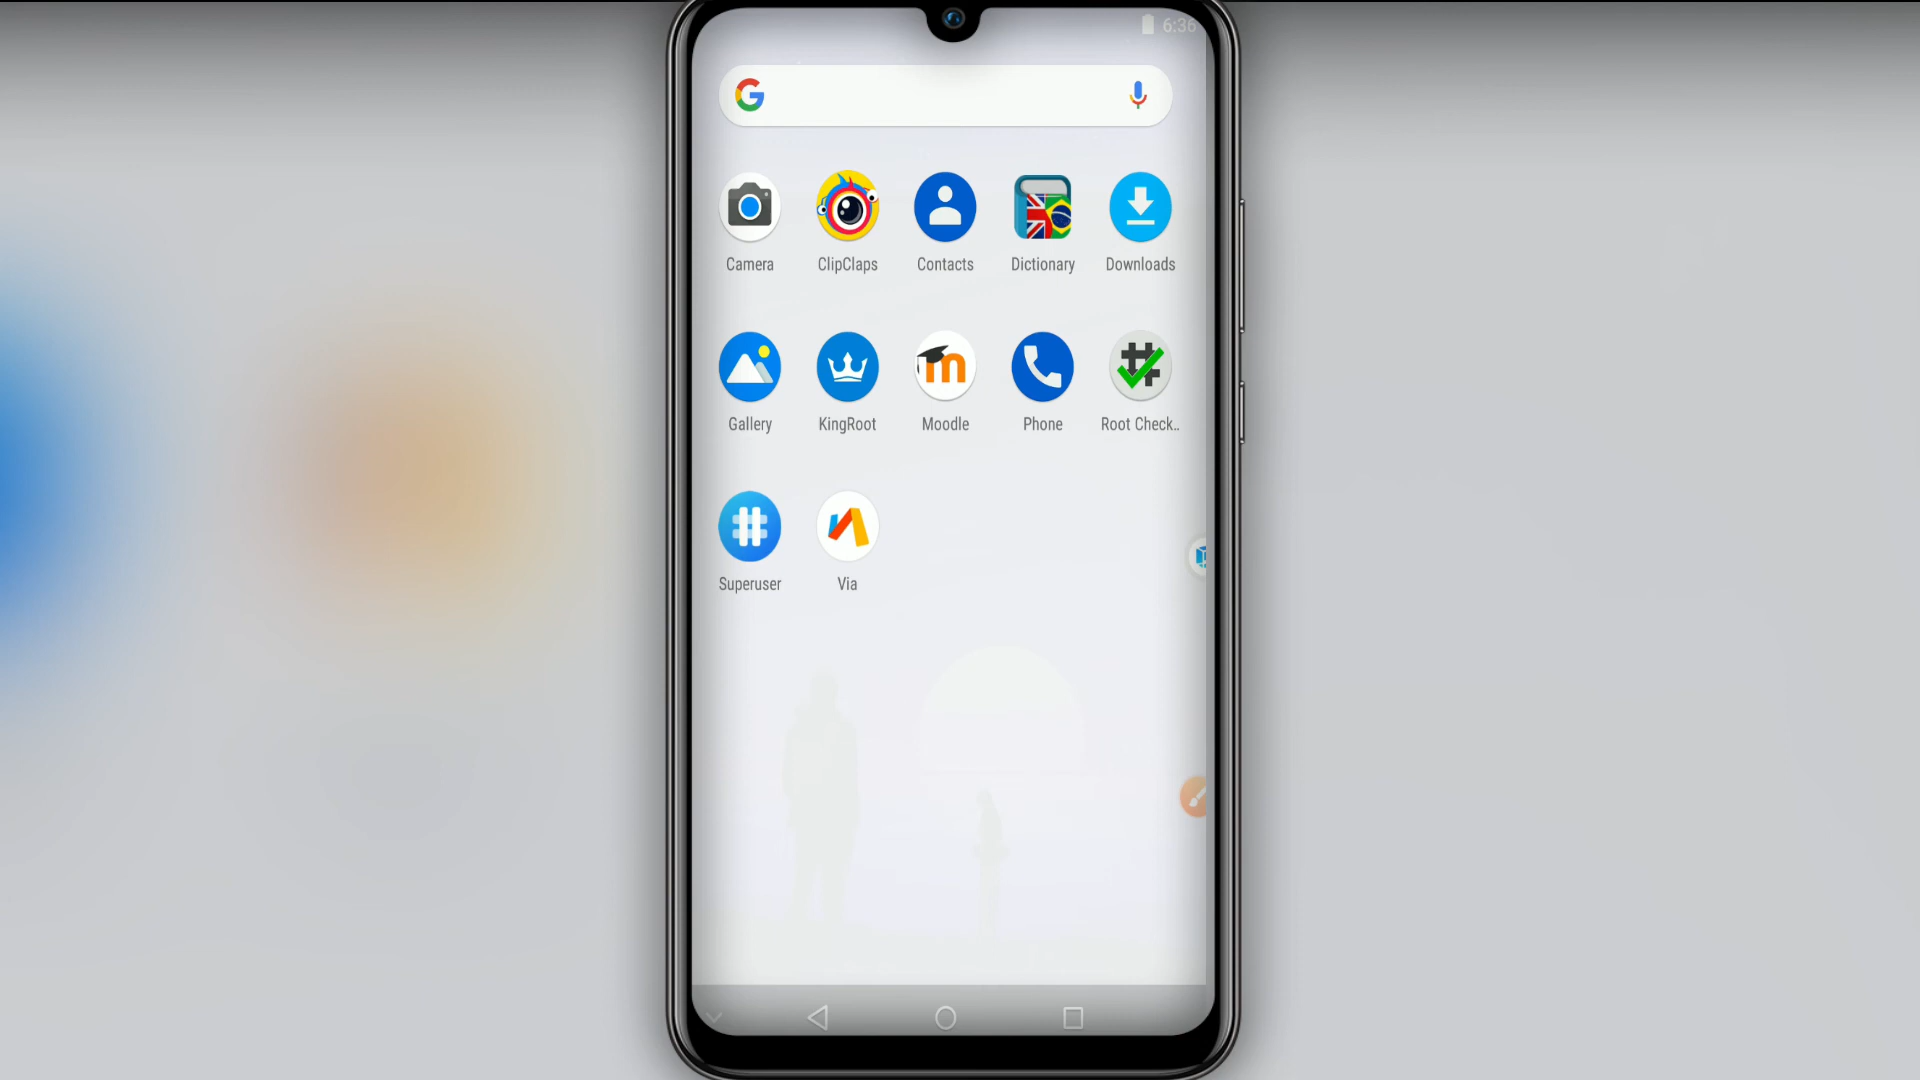 6:36
Camera
ClipClaps
Contacts
Dictionary
Downloads
Gallery
KingRoot
Moodle
Phone
Root Check..
Superuser
Via